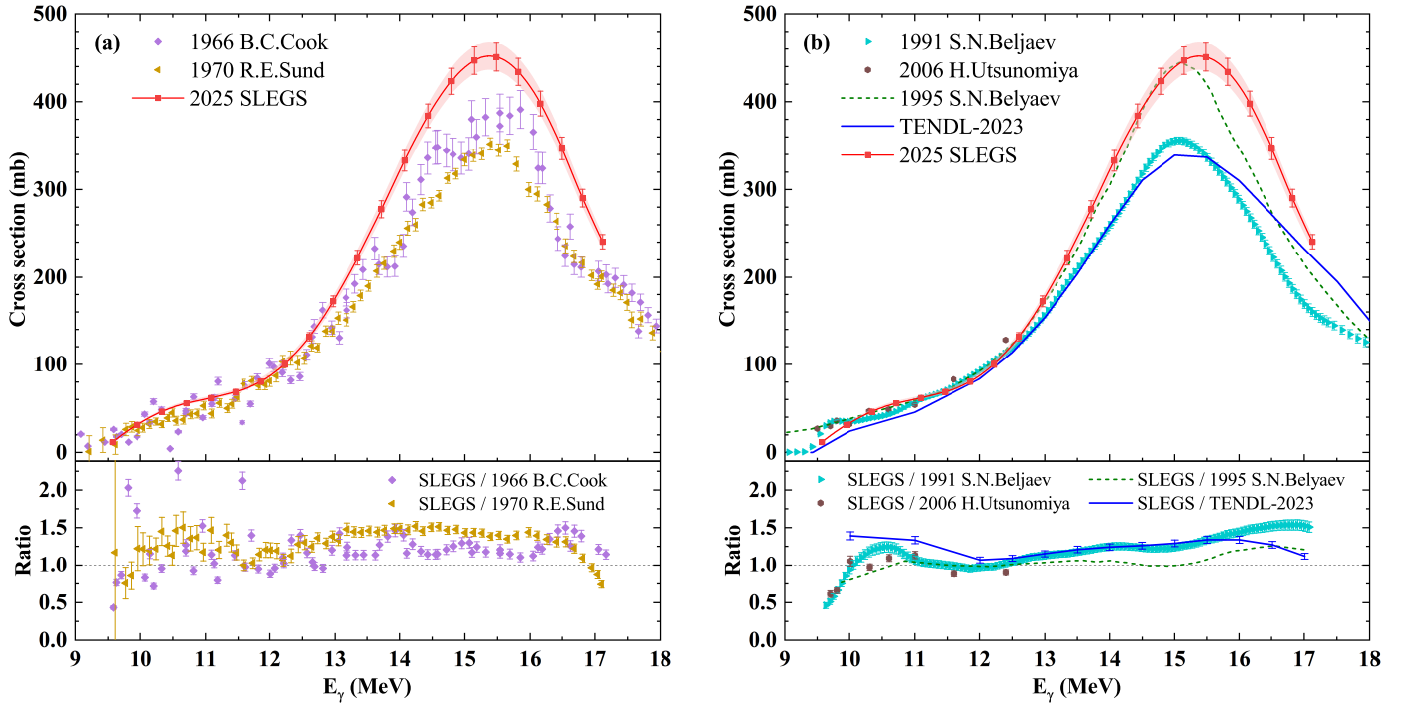 (a)
1966 B.C.Cook
1970 R.E.Sund
2025 SLEGS
500
400
300
200
100
0
Cross section (mb)
SLEGS / 1966 B.C.Cook
SLEGS / 1970 R.E.Sund
2.0
1.5
1.0
0.5
0.0
Ratio
9 10 11 12 13 14 15 16 17 18
Eγ (MeV)
(b)
1991 S.N.Beljaev
2006 H.Utsunomiya
1995 S.N.Belyaev
TENDL-2023
2025 SLEGS
500
400
300
200
100
0
Cross section (mb)
SLEGS / 1991 S.N.Beljaev
SLEGS / 1995 S.N.Belyaev
SLEGS / 2006 H.Utsunomiya
SLEGS / TENDL-2023
2.0
1.5
1.0
0.5
0.0
Ratio
9 10 11 12 13 14 15 16 17 18
Eγ (MeV)